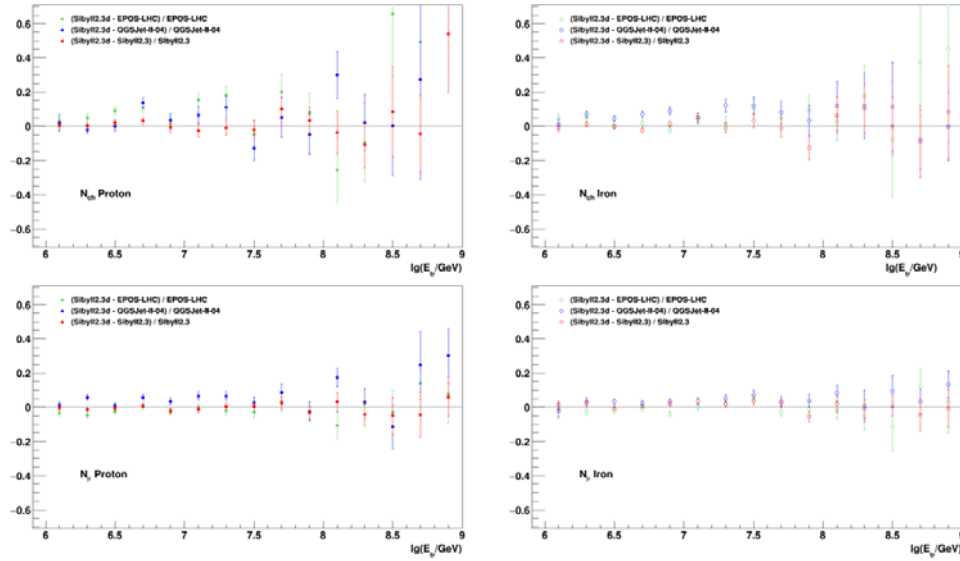 0.6
(Sibyll2.3d - EPOS-LHC) / EPOS-LHC
(Sibyll2.3d - QGSJet-II-04) / QGSJet-II-04
(Sibyll2.3d - Sibyll2.3) / Sibyll2.3
0.4
0.2
0
−0.2
−0.4
−0.6
N_ch Proton
6 6.5 7 7.5 8 8.5 9
lg(E_tr/GeV)
0.6
(Sibyll2.3d - EPOS-LHC) / EPOS-LHC
(Sibyll2.3d - QGSJet-II-04) / QGSJet-II-04
(Sibyll2.3d - Sibyll2.3) / Sibyll2.3
0.4
0.2
0
−0.2
−0.4
−0.6
N_ch Iron
6 6.5 7 7.5 8 8.5 9
lg(E_tr/GeV)
0.6
(Sibyll2.3d - EPOS-LHC) / EPOS-LHC
(Sibyll2.3d - QGSJet-II-04) / QGSJet-II-04
(Sibyll2.3d - Sibyll2.3) / Sibyll2.3
0.4
0.2
0
−0.2
−0.4
−0.6
N_μ Proton
6 6.5 7 7.5 8 8.5 9
lg(E_tr/GeV)
0.6
(Sibyll2.3d - EPOS-LHC) / EPOS-LHC
(Sibyll2.3d - QGSJet-II-04) / QGSJet-II-04
(Sibyll2.3d - Sibyll2.3) / Sibyll2.3
0.4
0.2
0
−0.2
−0.4
−0.6
N_μ Iron
6 6.5 7 7.5 8 8.5 9
lg(E_tr/GeV)